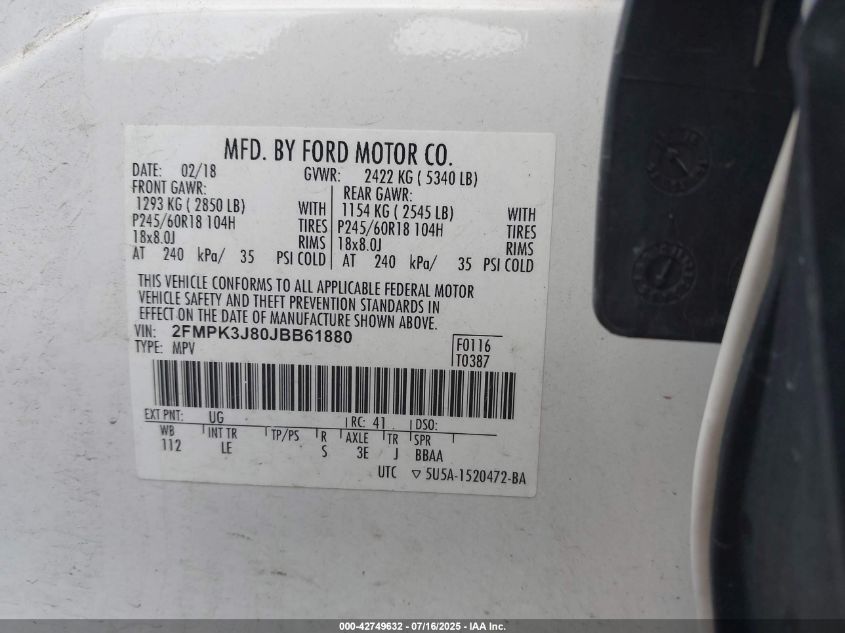 MFD. BY FORD MOTOR CO.
DATE: 02/18 GVWR: 2422 KG ( 5340 LB)
FRONT GAWR: REAR GAWR:
1293 KG ( 2850 LB) WITH 1154 KG ( 2545 LB) WITH
P245/60R18 104H TIRES P245/60R18 104H TIRES
18x8.0J RIMS 18x8.0J RIMS
AT 240 kPa/ 35 PSI COLD AT 240 kPa/ 35 PSI COLD
THIS VEHICLE CONFORMS TO ALL APPLICABLE FEDERAL MOTOR
VEHICLE SAFETY AND THEFT PREVENTION STANDARDS IN
EFFECT ON THE DATE OF MANUFACTURE SHOWN ABOVE.
VIN: 2FMPK3J80JBB61880
TYPE: MPV
F0116
T0387
EXT PNT: UG RC: 41 DSO:
WB INT TR TP/PS R AXLE TR SPR
112 LE S 3E J BBAA
UTC ▽ 5U5A-1520472-BA
000-42749632 - 07/16/2025 - IAA Inc.